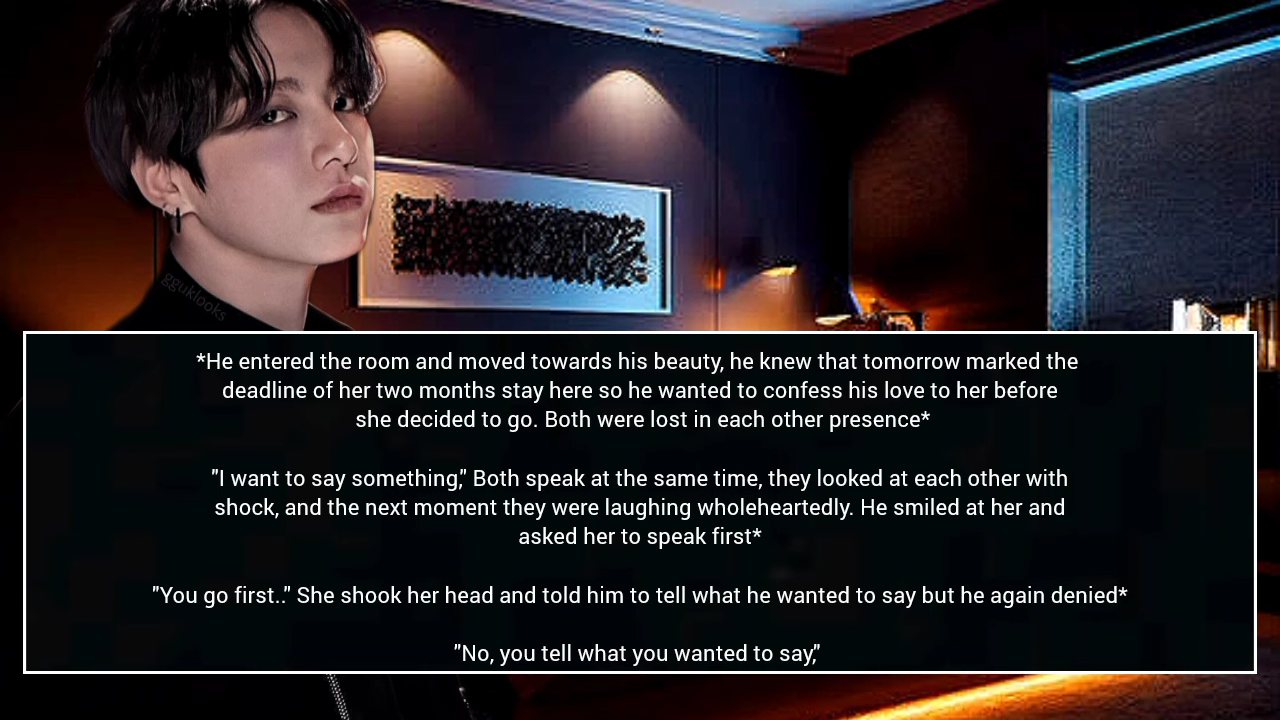 gguklooks
*He entered the room and moved towards his beauty, he knew that tomorrow marked the
deadline of her two months stay here so he wanted to confess his love to her before
she decided to go. Both were lost in each other presence*
"I want to say something," Both speak at the same time, they looked at each other with
shock, and the next moment they were laughing wholeheartedly. He smiled at her and
asked her to speak first*
"You go first.." She shook her head and told him to tell what he wanted to say but he again denied*
"No, you tell what you wanted to say,"